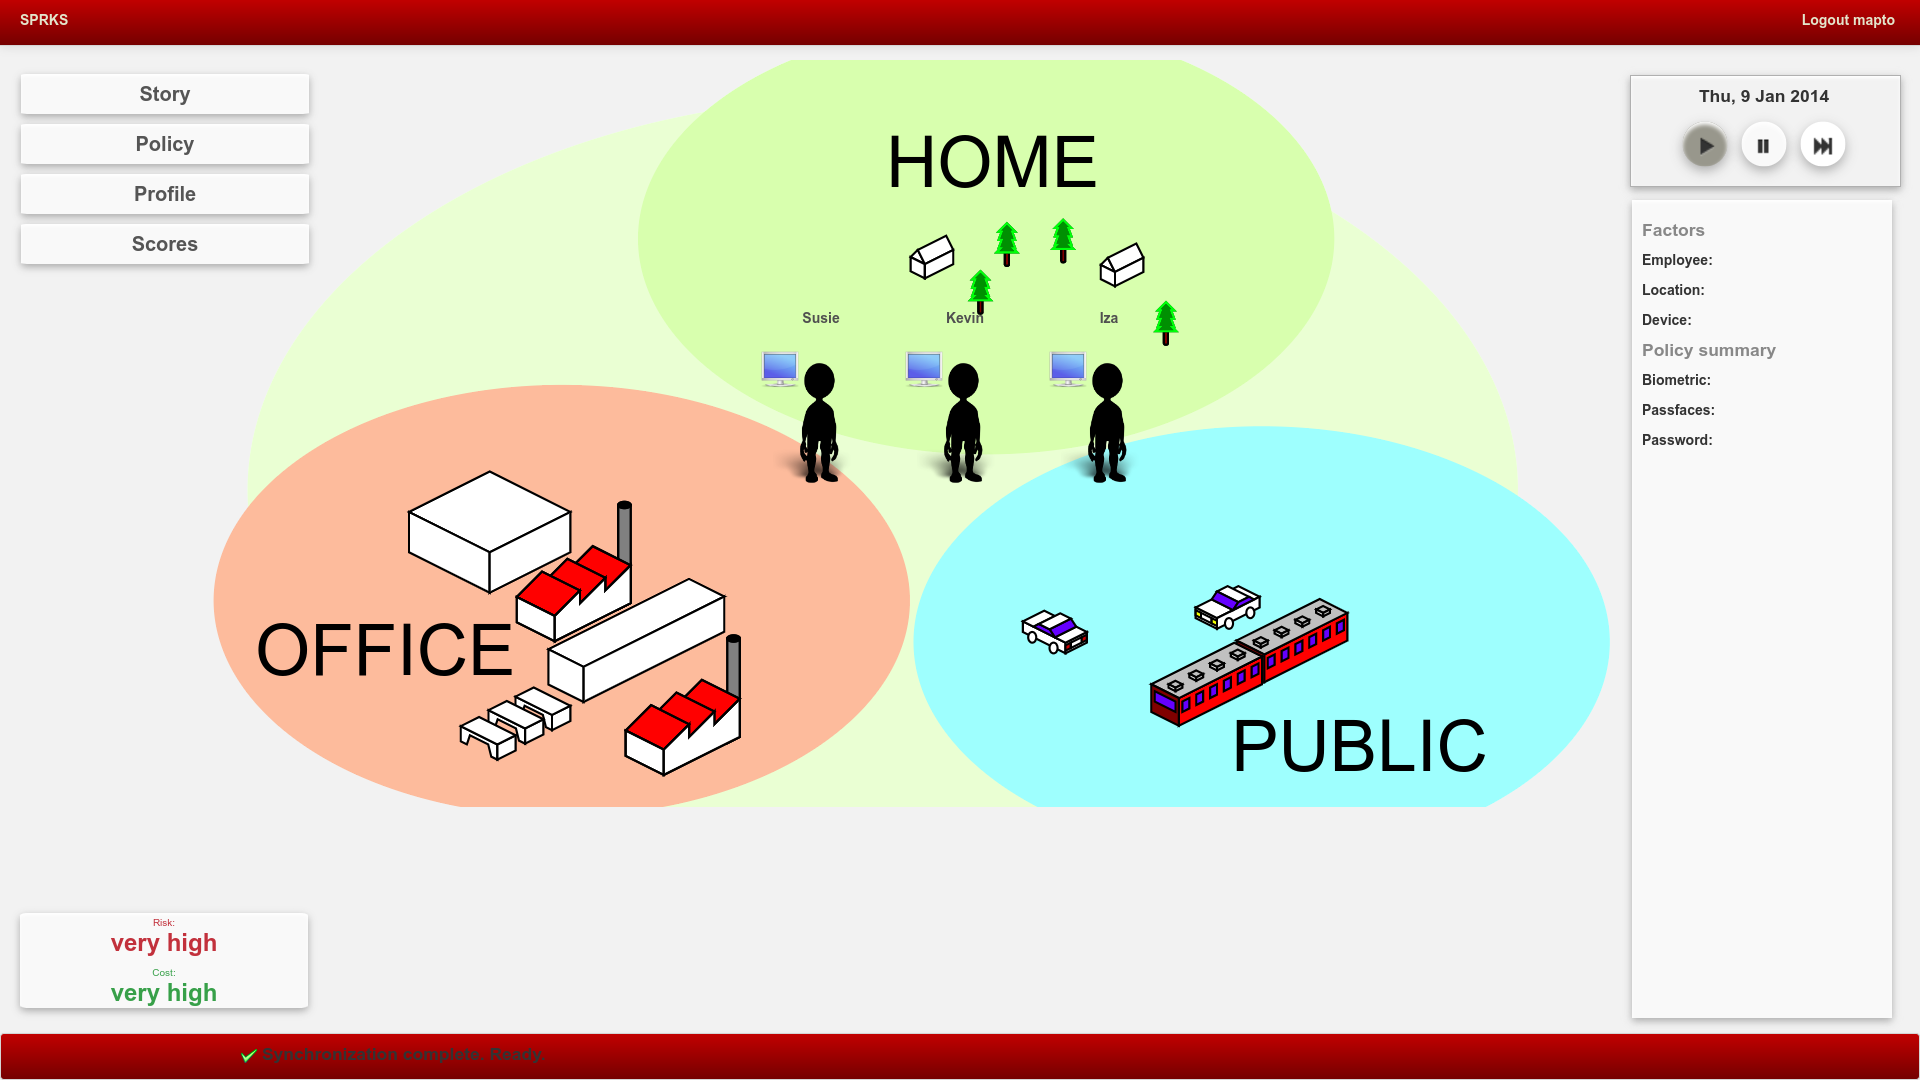 SPRKS
Logout mapto
Story
Policy
Profile
Scores
HOME
Susie
Kevin
Iza
OFFICE
PUBLIC
Thu, 9 Jan 2014
Factors
Employee:
Location:
Device:
Policy summary
Biometric:
Passfaces:
Password:
Risk:
very high
Cost:
very high
Synchronization complete. Ready.